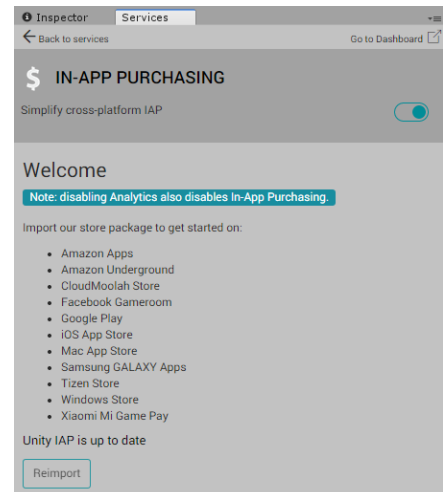 Inspector Services
Back to services Go to Dashboard
$ IN-APP PURCHASING
Simplify cross-platform IAP
Welcome
Note: disabling Analytics also disables In-App Purchasing.
Import our store package to get started on:
• Amazon Apps
• Amazon Underground
• CloudMoolah Store
• Facebook Gameroom
• Google Play
• iOS App Store
• Mac App Store
• Samsung GALAXY Apps
• Tizen Store
• Windows Store
• Xiaomi Mi Game Pay
Unity IAP is up to date
Reimport